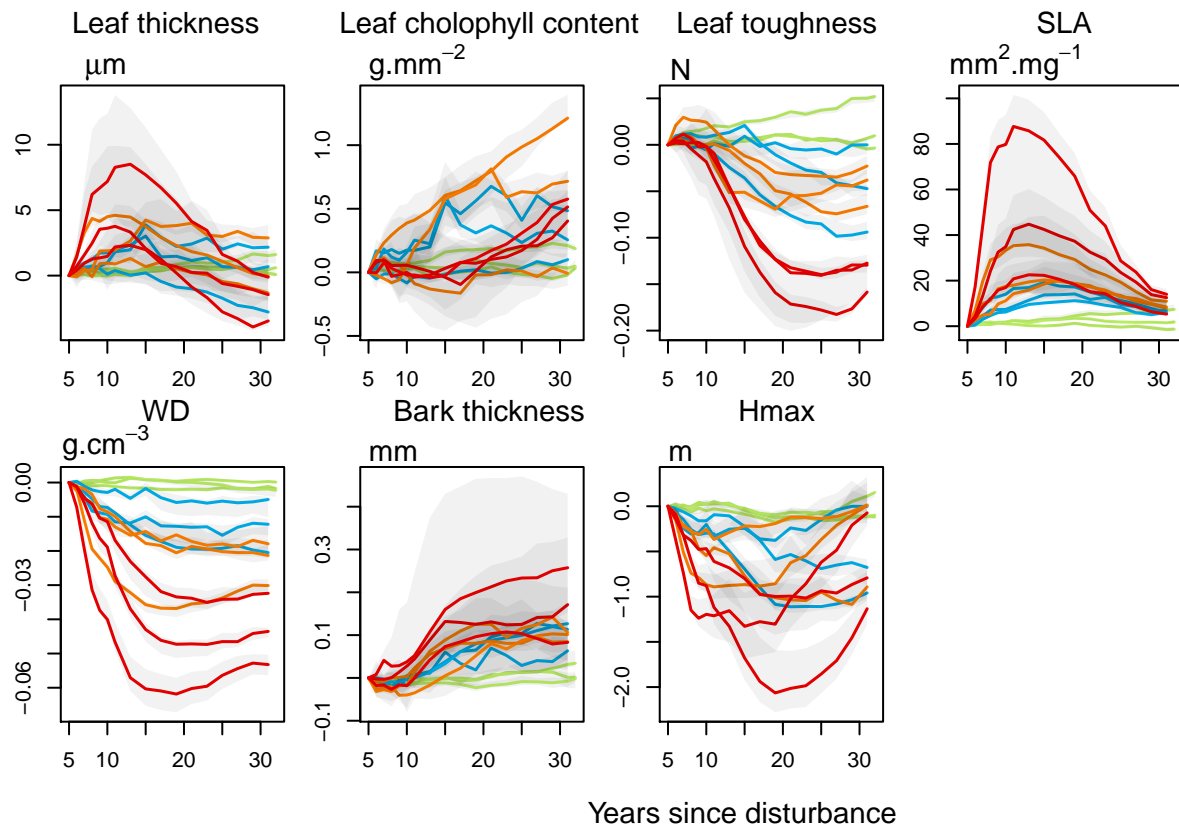 Leaf thickness Leaf cholophyll content Leaf toughness SLA
μm g.mm−2 N mm2.mg−1
0 5 10
−0.5 0.0 0.5 1.0
−0.20 −0.10 0.00
0 20 40 60 80
5 10 20 30 5 10 20 30 5 10 20 30 5 10 20 30
WD Bark thickness Hmax
g.cm−3 mm m
−0.06 −0.03 0.00
−0.1 0.1 0.3
−2.0 −1.0 0.0
5 10 20 30 5 10 20 30 5 10 20 30
Years since disturbance